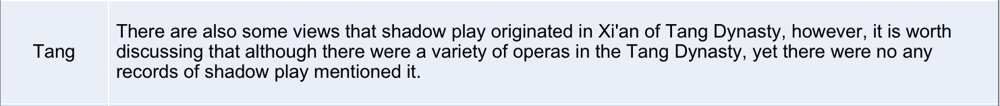 Tang
There are also some views that shadow play originated in Xi'an of Tang Dynasty, however, it is worth
discussing that although there were a variety of operas in the Tang Dynasty, yet there were no any
records of shadow play mentioned it.